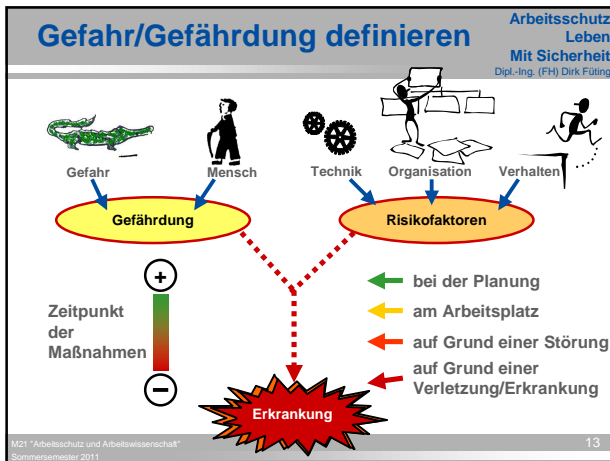 Gefahr/Gefährdung definieren
Arbeitsschutz
Leben
Mit Sicherheit
Dipl.-Ing. (FH) Dirk Füting
Gefahr
Mensch
Technik
Organisation
Verhalten
Gefährdung
Risikofaktoren
+
Zeitpunkt
der
Maßnahmen
−
bei der Planung
am Arbeitsplatz
auf Grund einer Störung
auf Grund einer
Verletzung/Erkrankung
Erkrankung
M21 "Arbeitsschutz und Arbeitswissenschaft"
Sommersemester 2011
13